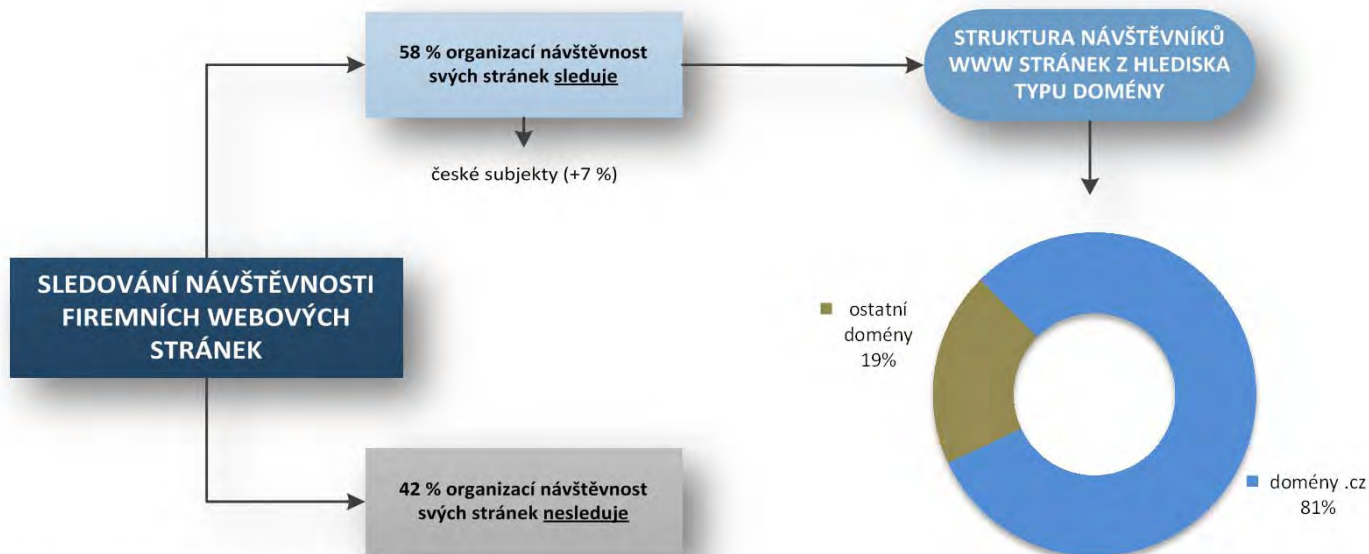 58 % organizací návštěvnost
svých stránek sleduje
STRUKTURA NÁVŠTĚVNÍKŮ
WWW STRÁNEK Z HLEDISKA
TYPU DOMÉNY
české subjekty (+7 %)
SLEDOVÁNÍ NÁVŠTĚVNOSTI
FIREMNÍCH WEBOVÝCH
STRÁNEK
ostatní
domény
19%
42 % organizací návštěvnost
svých stránek nesleduje
domény .cz
81%